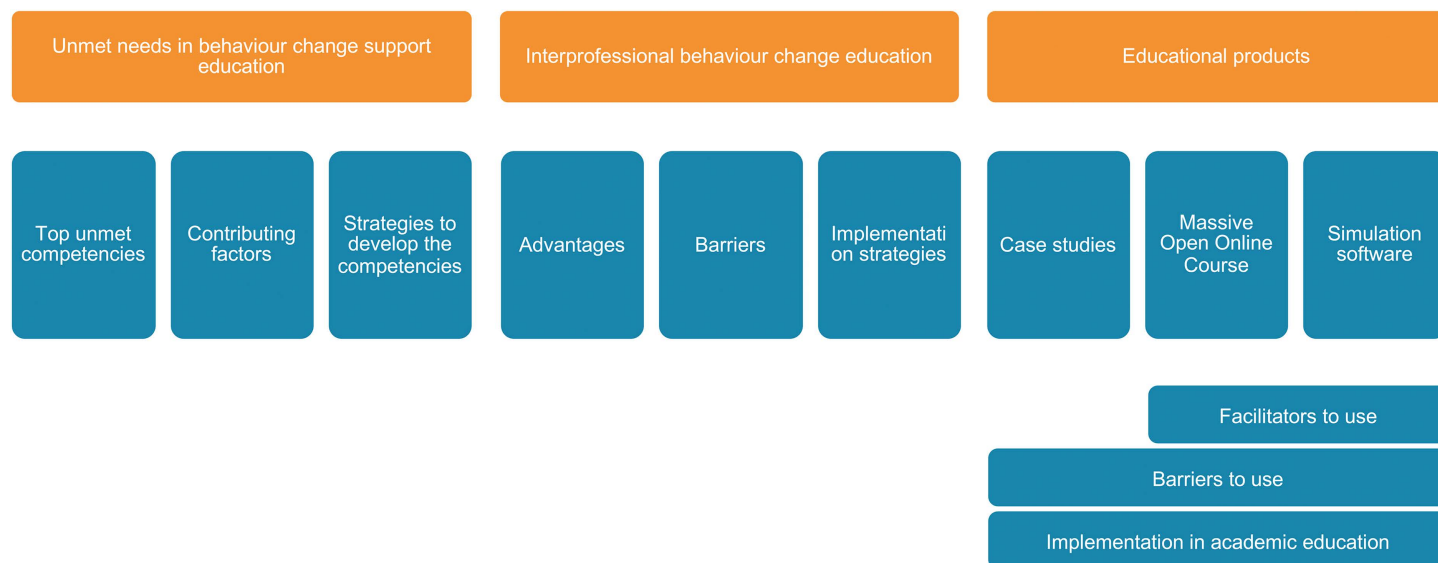 Unmet needs in behaviour change support
education
Interprofessional behaviour change education
Educational products
Top unmet
competencies
Contributing
factors
Strategies to
develop the
competencies
Advantages
Barriers
Implementati
on strategies
Case studies
Massive
Open Online
Course
Simulation
software
Facilitators to use
Barriers to use
Implementation in academic education